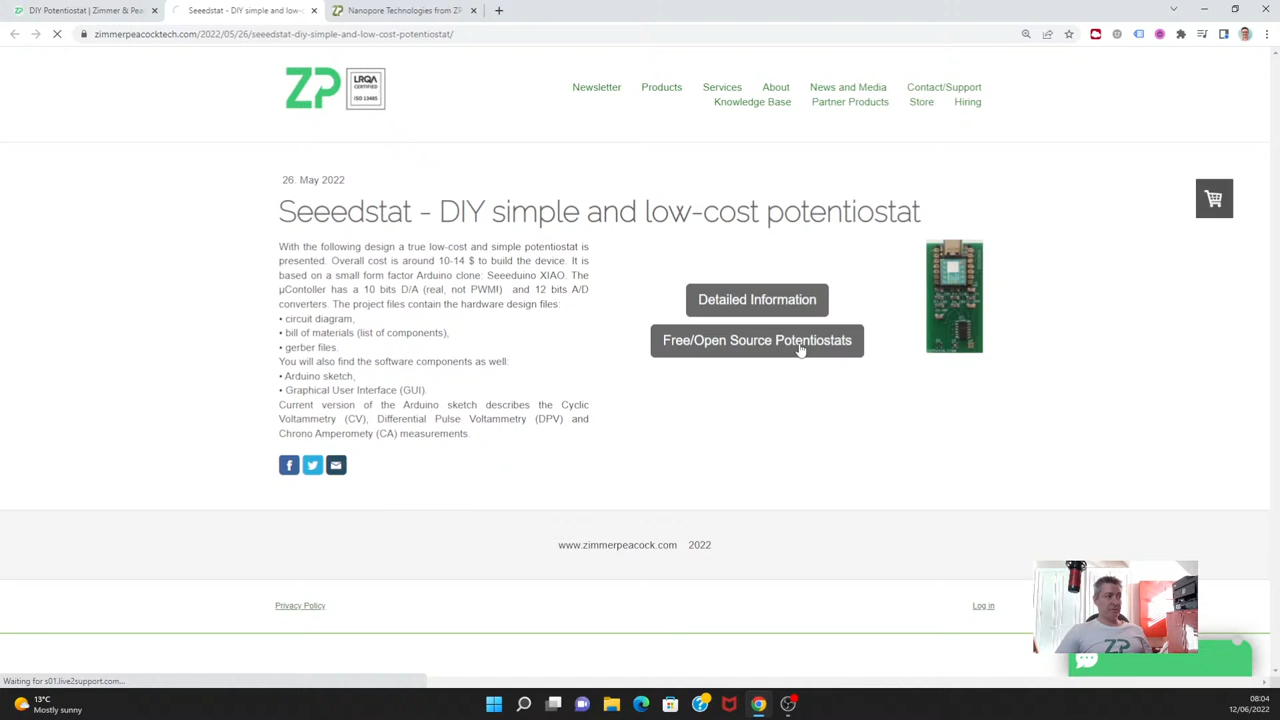 DIY Potentiostat | Zimmer & Pea
Seeedstat - DIY simple and low-c
Nanopore Technologies from ZP
zimmerpeacocktech.com/2022/05/26/seeedstat-diy-simple-and-low-cost-potentiostat/
ZP
LRQA
CERTIFIED
ISO 13485
Newsletter Products Services About News and Media Contact/Support
Knowledge Base Partner Products Store Hiring
26. May 2022
Seeedstat - DIY simple and low-cost potentiostat
With the following design a true low-cost and simple potentiostat is
presented. Overall cost is around 10-14 $ to build the device. It is
based on a small form factor Arduino clone: Seeeduino XIAO. The
µContoller has a 10 bits D/A (real, not PWMI) and 12 bits A/D
converters. The project files contain the hardware design files:
• circuit diagram,
• bill of materials (list of components),
• gerber files.
You will also find the software components as well:
• Arduino sketch,
• Graphical User Interface (GUI).
Current version of the Arduino sketch describes the Cyclic
Voltammetry (CV), Differential Pulse Voltammetry (DPV) and
Chrono Amperomety (CA) measurements.
Detailed Information
Free/Open Source Potentiostats
www.zimmerpeacock.com 2022
Privacy Policy
Log in
ZP
Waiting for s01.live2support.com...
13°C
Mostly sunny
08:04
12/06/2022